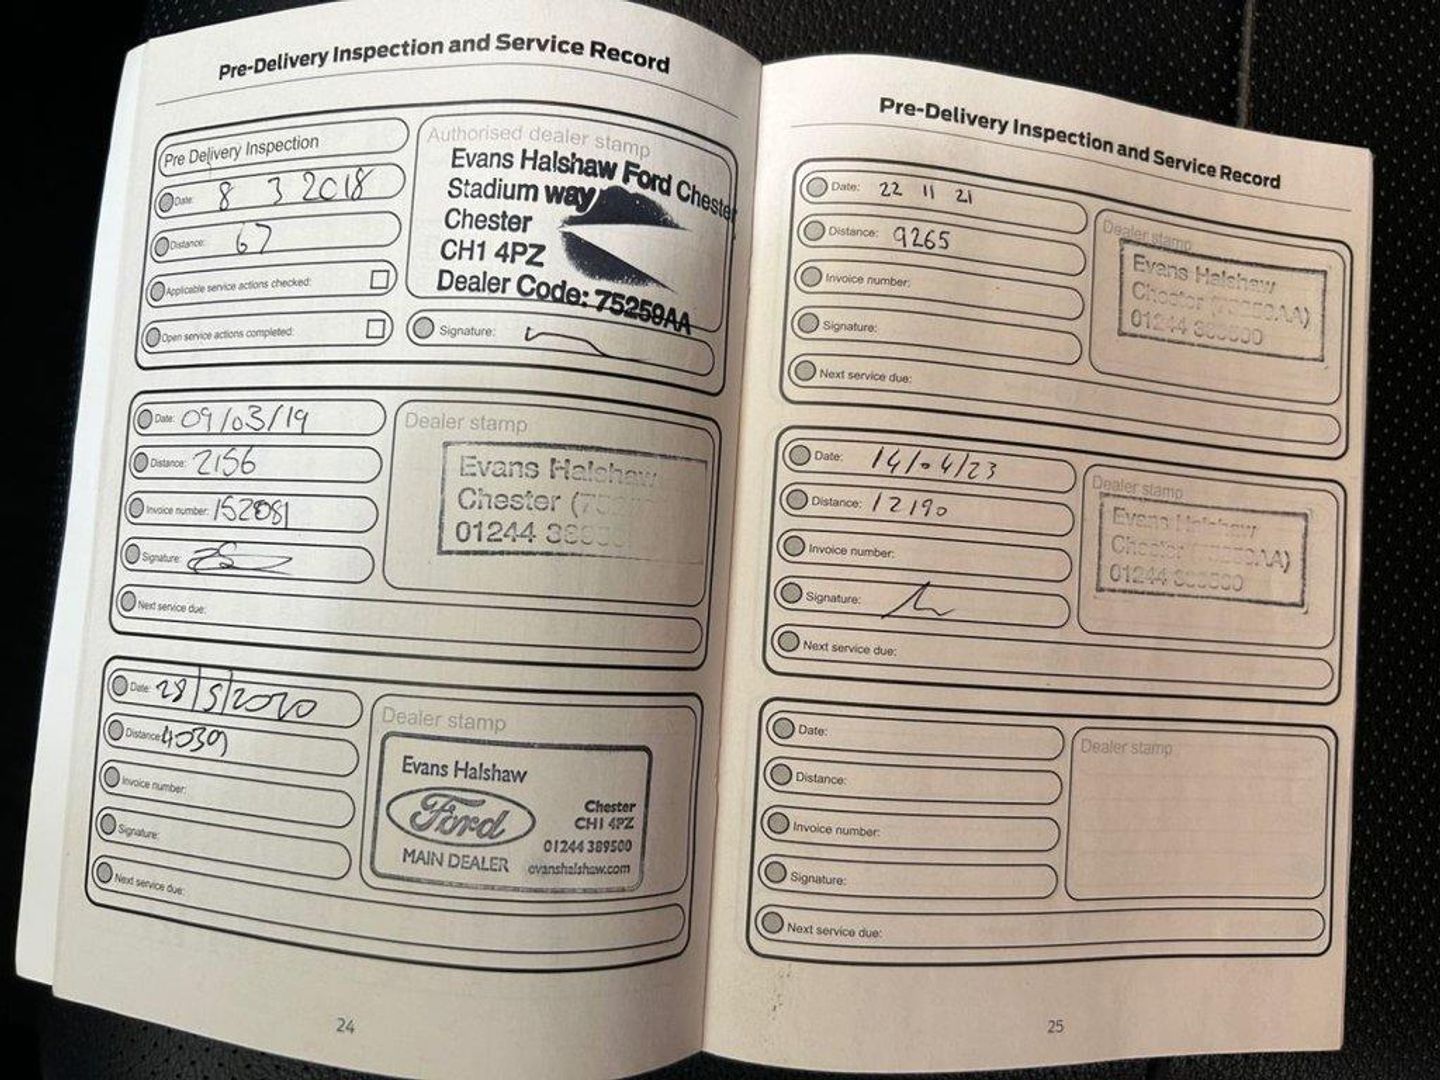 Pre-Delivery Inspection and Service Record
Pre Delivery Inspection
Date: 8 3 2018
Distance: 67
Applicable service actions checked:
Open service actions completed:
Authorised dealer stamp
Evans Halshaw Ford Chester
Stadium way
Chester
CH1 4PZ
Dealer Code: 75259AA
Signature:
Date: 09/03/19
Distance: 2156
Invoice number: 152081
Signature:
Next service due:
Dealer stamp
Evans Halshaw
Chester
01244
Date: 28/5/2020
Distance: 4039
Invoice number:
Signature:
Next service due:
Dealer stamp
Evans Halshaw
Ford
MAIN DEALER
Chester
CH1 4PZ
01244 389500
evanshalshaw.com
24
Pre-Delivery Inspection and Service Record
Date: 22 11 21
Distance: 9265
Invoice number:
Signature:
Next service due:
Dealer stamp
Evans Halshaw
Chester (75259AA)
01244
Date: 14/04/23
Distance: 12190
Invoice number:
Signature:
Next service due:
Dealer stamp
Evans Halshaw
Chester
01244
Date:
Distance:
Invoice number:
Signature:
Next service due:
Dealer stamp
25